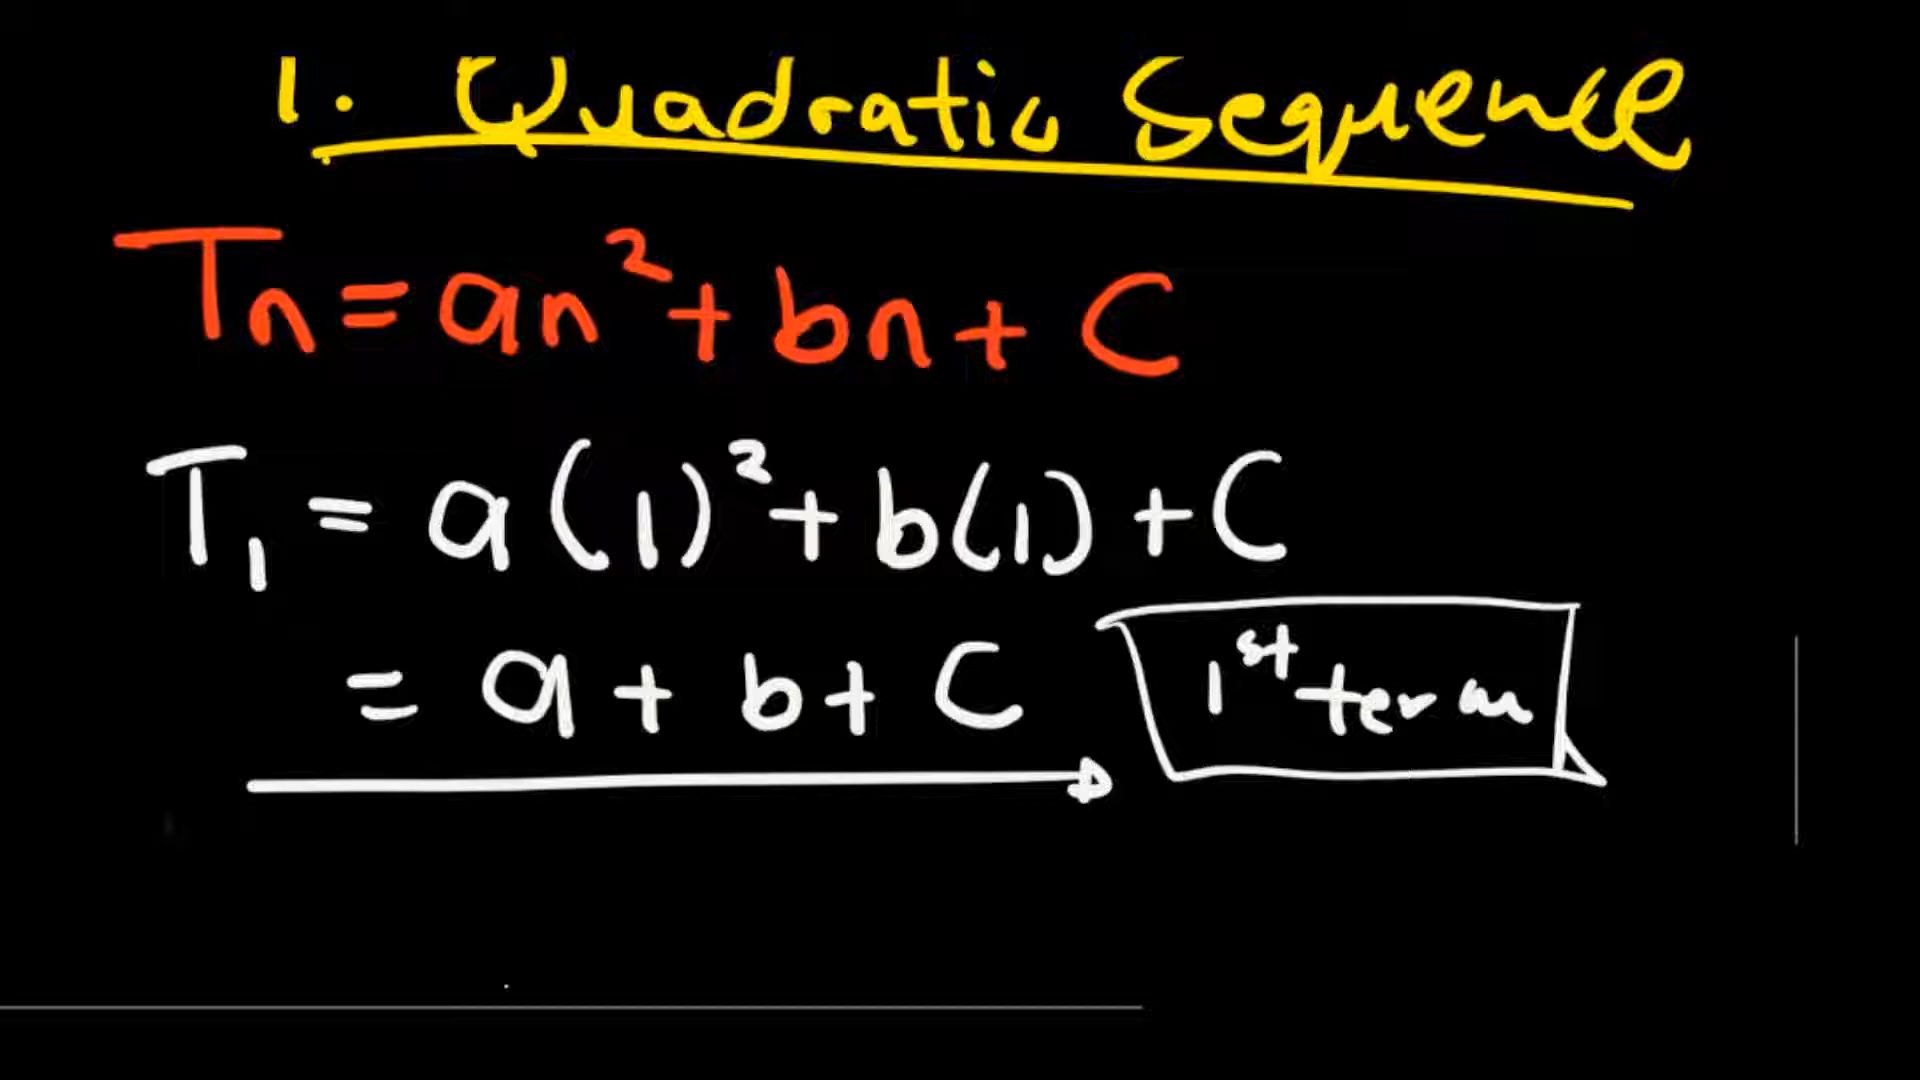 1. Quadratic Sequence
Tn = an² + bn + C
T₁ = a(1)² + b(1) + C
= a + b + C
1st term